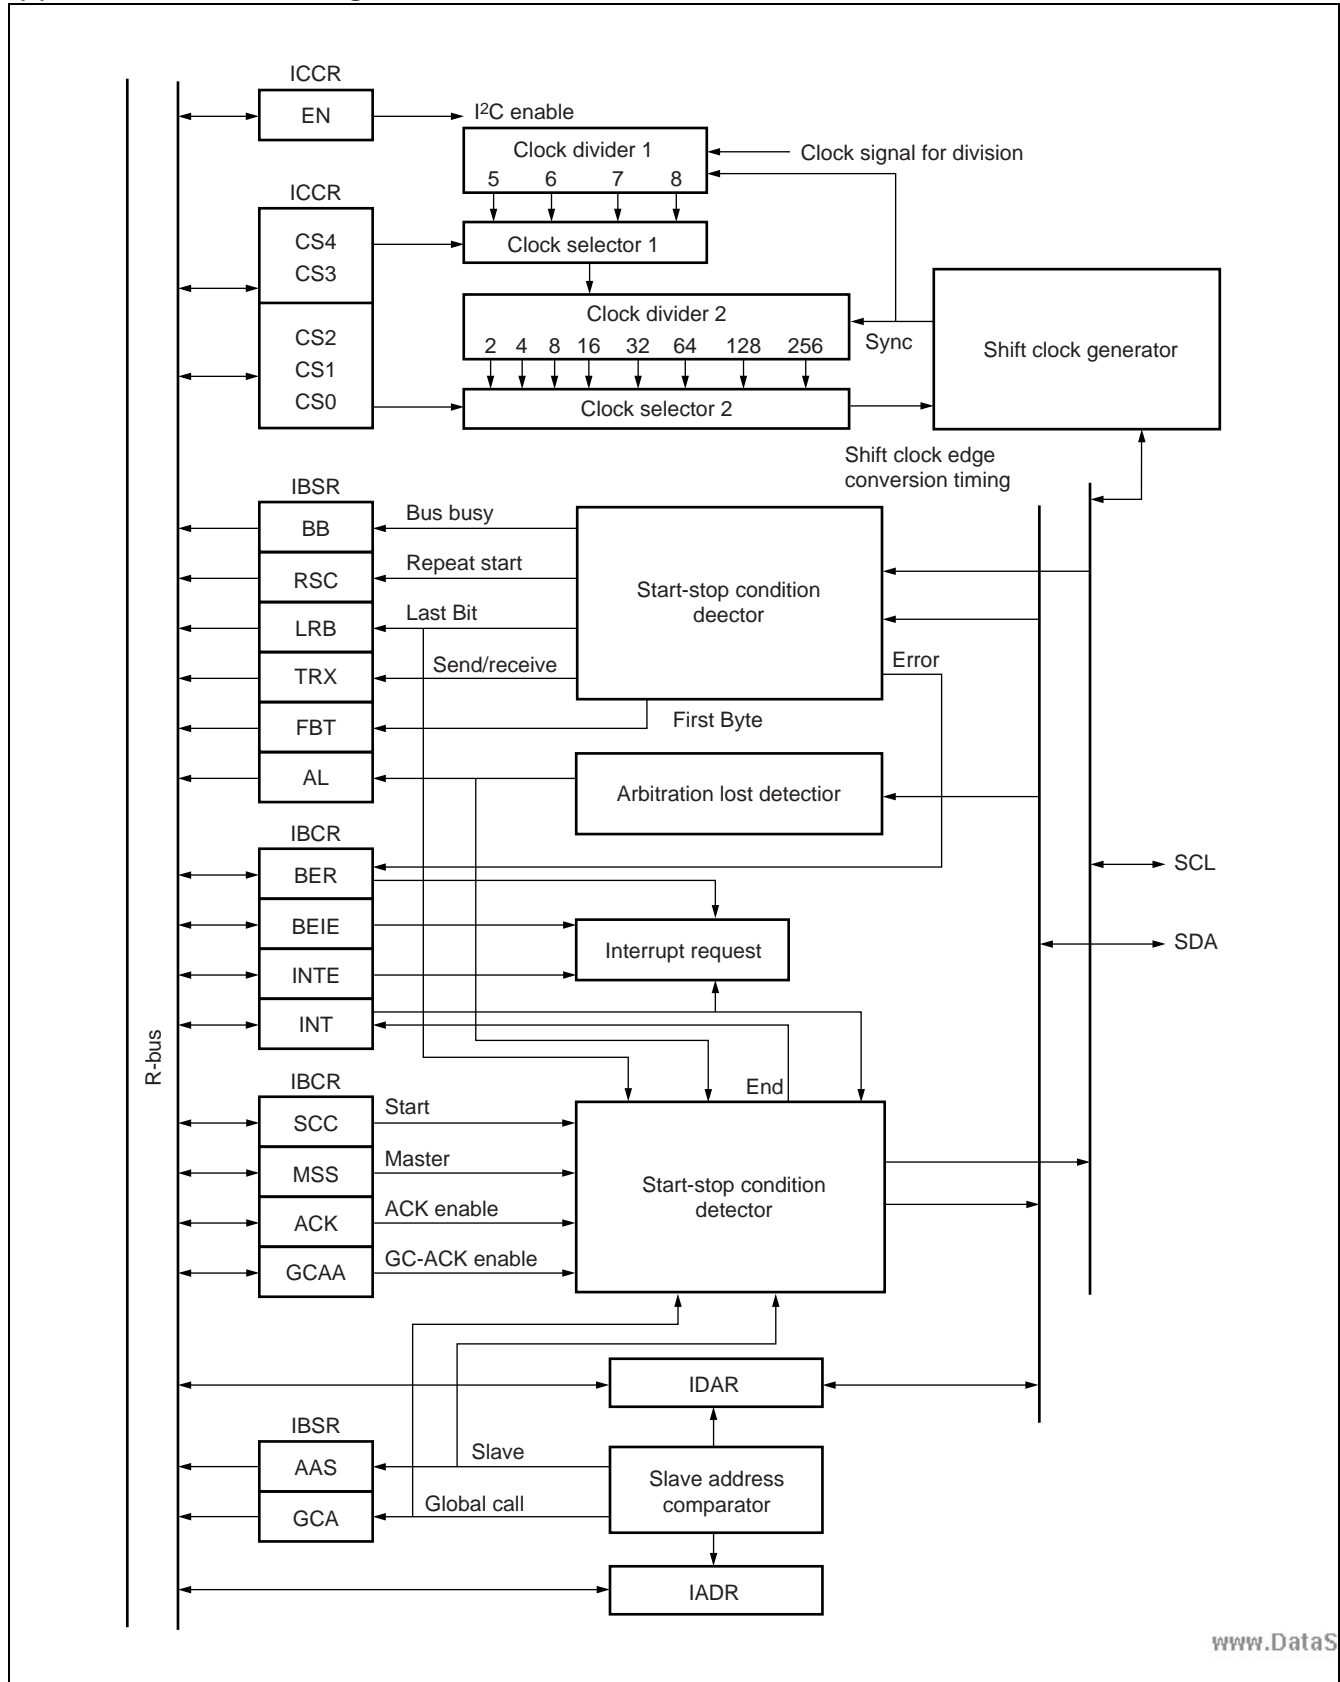 ICCR
EN
I²C enable
Clock divider 1
Clock signal for division
5 6 7 8
ICCR
CS4
CS3
Clock selector 1
Clock divider 2
2 4 8 16 32 64 128 256
Sync
Shift clock generator
CS2
CS1
CS0
Clock selector 2
Shift clock edge
conversion timing
IBSR
BB
Bus busy
RSC
Repeat start
LRB
Last Bit
TRX
Send/receive
FBT
First Byte
AL
Start-stop condition
deector
Error
Arbitration lost detectior
IBCR
BER
BEIE
INTE
INT
Interrupt request
SCL
SDA
R-bus
End
IBCR
SCC
Start
MSS
Master
ACK
ACK enable
GCAA
GC-ACK enable
Start-stop condition
detector
IDAR
IBSR
AAS
Slave
GCA
Global call
Slave address
comparator
IADR
www.DataS